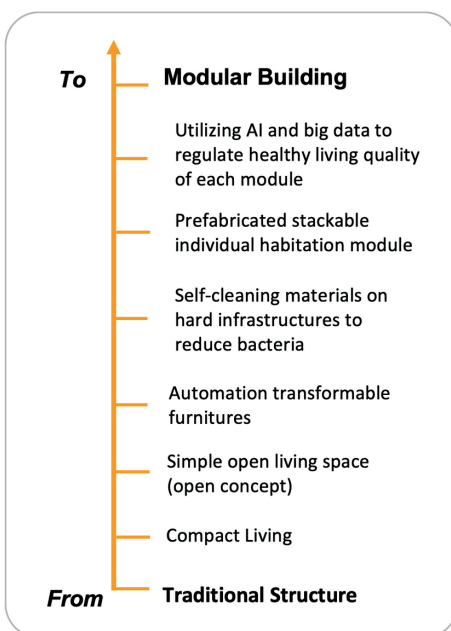 To
Modular Building
Utilizing AI and big data to
regulate healthy living quality
of each module
Prefabricated stackable
individual habitation module
Self-cleaning materials on
hard infrastructures to
reduce bacteria
Automation transformable
furnitures
Simple open living space
(open concept)
Compact Living
From
Traditional Structure